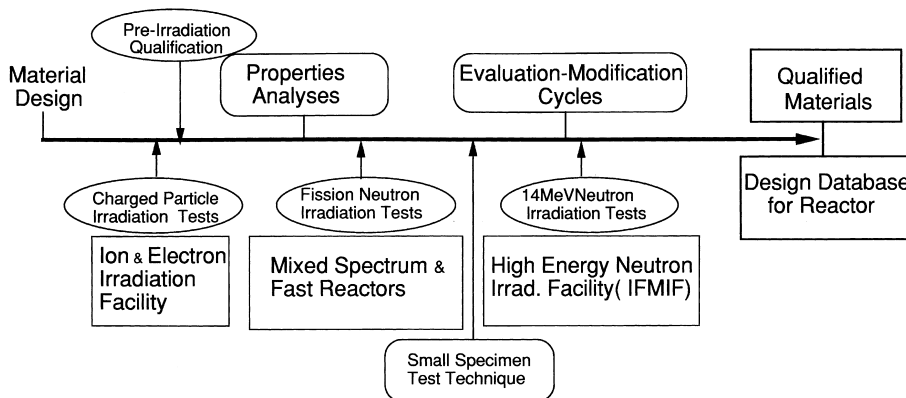 Pre-Irradiation
Qualification
Material
Design
Properties
Analyses
Evaluation-Modification
Cycles
Qualified
Materials
Charged Particle
Irradiation Tests
Fission Neutron
Irradiation Tests
14MeVNeutron
Irradiation Tests
Design Database
for Reactor
Ion & Electron
Irradiation
Facility
Mixed Spectrum &
Fast Reactors
High Energy Neutron
Irrad. Facility( IFMIF)
Small Specimen
Test Technique